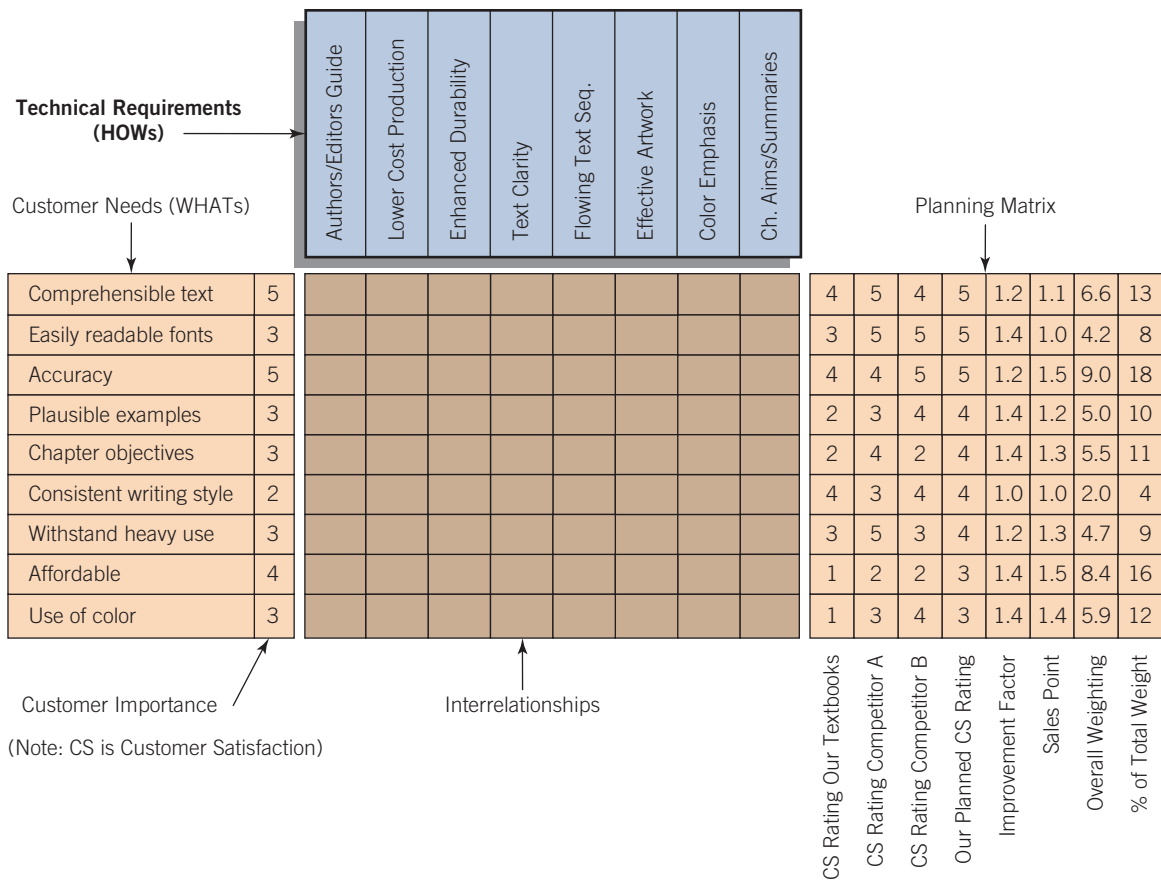 Authors/Editors Guide
Lower Cost Production
Enhanced Durability
Text Clarity
Flowing Text Seq.
Effective Artwork
Color Emphasis
Ch. Aims/Summaries
Technical Requirements
(HOWs)
Customer Needs (WHATs)
Planning Matrix
Comprehensible text 5 4 5 4 5 1.2 1.1 6.6 13
Easily readable fonts 3 3 5 5 5 1.4 1.0 4.2 8
Accuracy 5 4 4 5 5 1.2 1.5 9.0 18
Plausible examples 3 2 3 4 4 1.4 1.2 5.0 10
Chapter objectives 3 2 4 2 4 1.4 1.3 5.5 11
Consistent writing style 2 4 3 4 4 1.0 1.0 2.0 4
Withstand heavy use 3 3 5 3 4 1.2 1.3 4.7 9
Affordable 4 1 2 2 3 1.4 1.5 8.4 16
Use of color 3 1 3 4 3 1.4 1.4 5.9 12
Customer Importance
Interrelationships
(Note: CS is Customer Satisfaction)
CS Rating Our Textbooks
CS Rating Competitor A
CS Rating Competitor B
Our Planned CS Rating
Improvement Factor
Sales Point
Overall Weighting
% of Total Weight